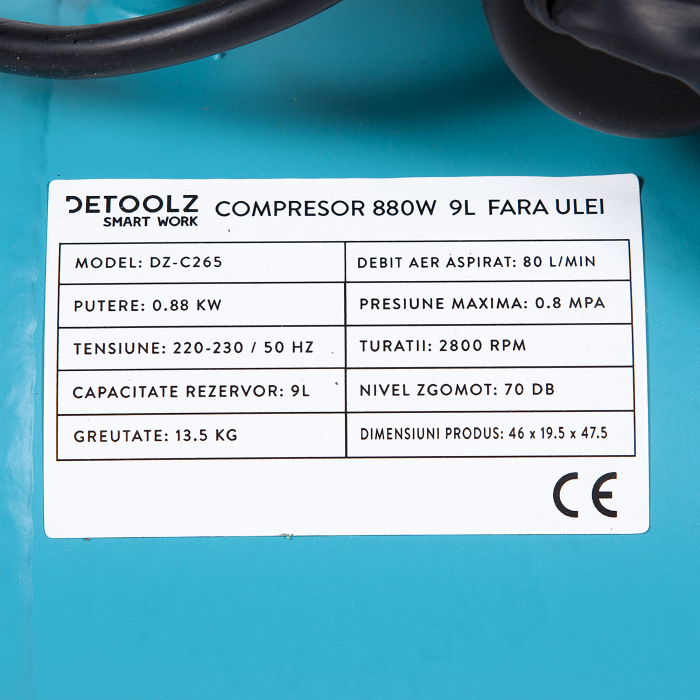 DETOOLZ COMPRESOR 880W 9L FARA ULEI
SMART WORK
MODEL: DZ-C265 DEBIT AER ASPIRAT: 80 L/MIN
PUTERE: 0.88 KW PRESIUNE MAXIMA: 0.8 MPA
TENSIUNE: 220-230 / 50 HZ TURATII: 2800 RPM
CAPACITATE REZERVOR: 9L NIVEL ZGOMOT: 70 DB
GREUTATE: 13.5 KG DIMENSIUNI PRODUS: 46 x 19.5 x 47.5
CE